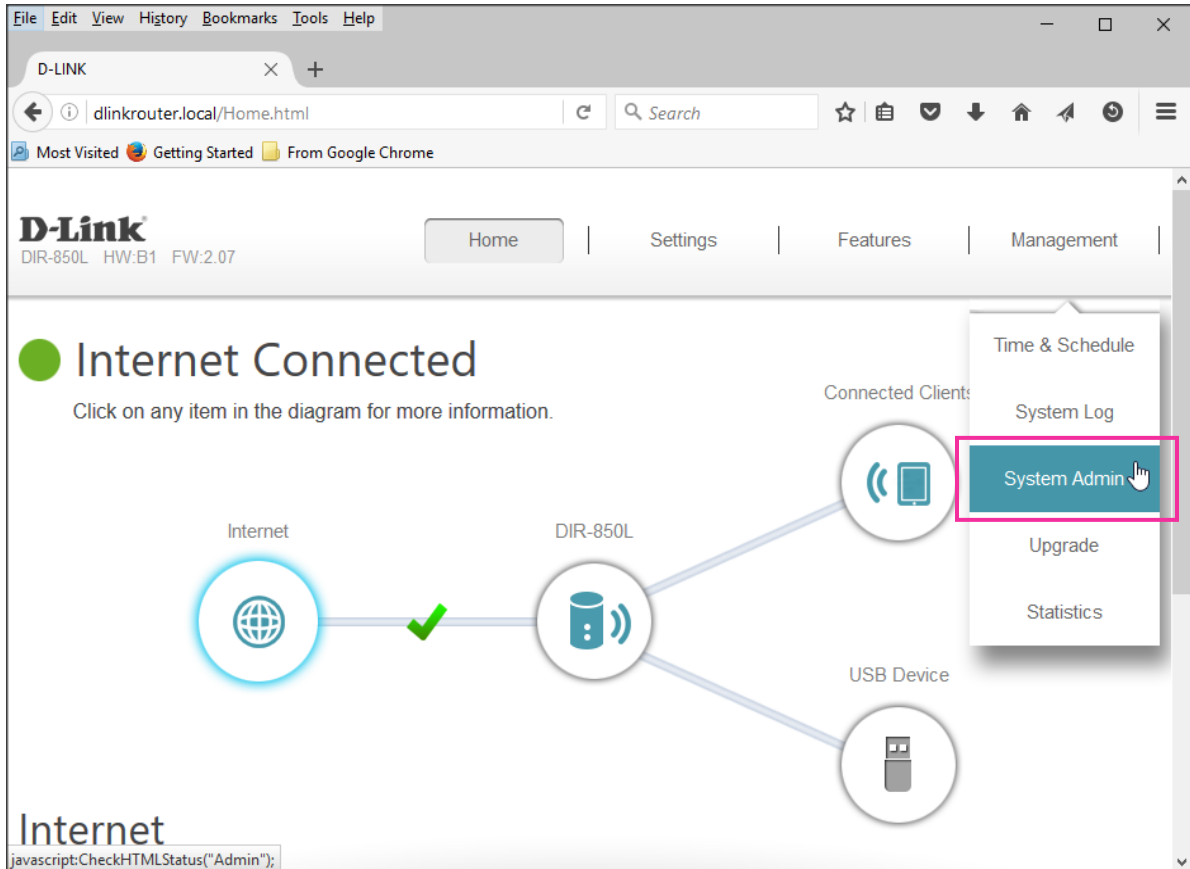 File Edit View History Bookmarks Tools Help
D-LINK
dlinkrouter.local/Home.html
Search
Most Visited Getting Started From Google Chrome
D-Link
DIR-850L HW:B1 FW:2.07
Home Settings Features Management
Internet Connected
Click on any item in the diagram for more information.
Time & Schedule
System Log
System Admin
Upgrade
Statistics
Connected Clients
Internet
DIR-850L
USB Device
Internet
javascript:CheckHTMLStatus("Admin");